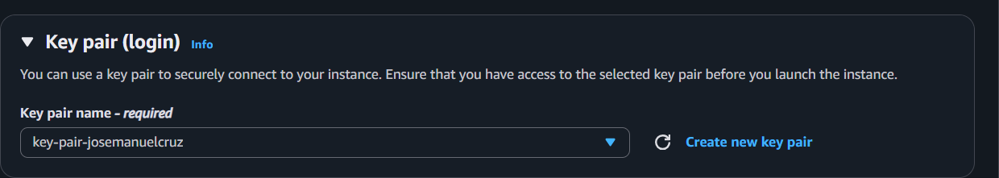 Key pair (login) Info
You can use a key pair to securely connect to your instance. Ensure that you have access to the selected key pair before you launch the instance.
Key pair name - required
key-pair-josemanuelcruz Create new key pair